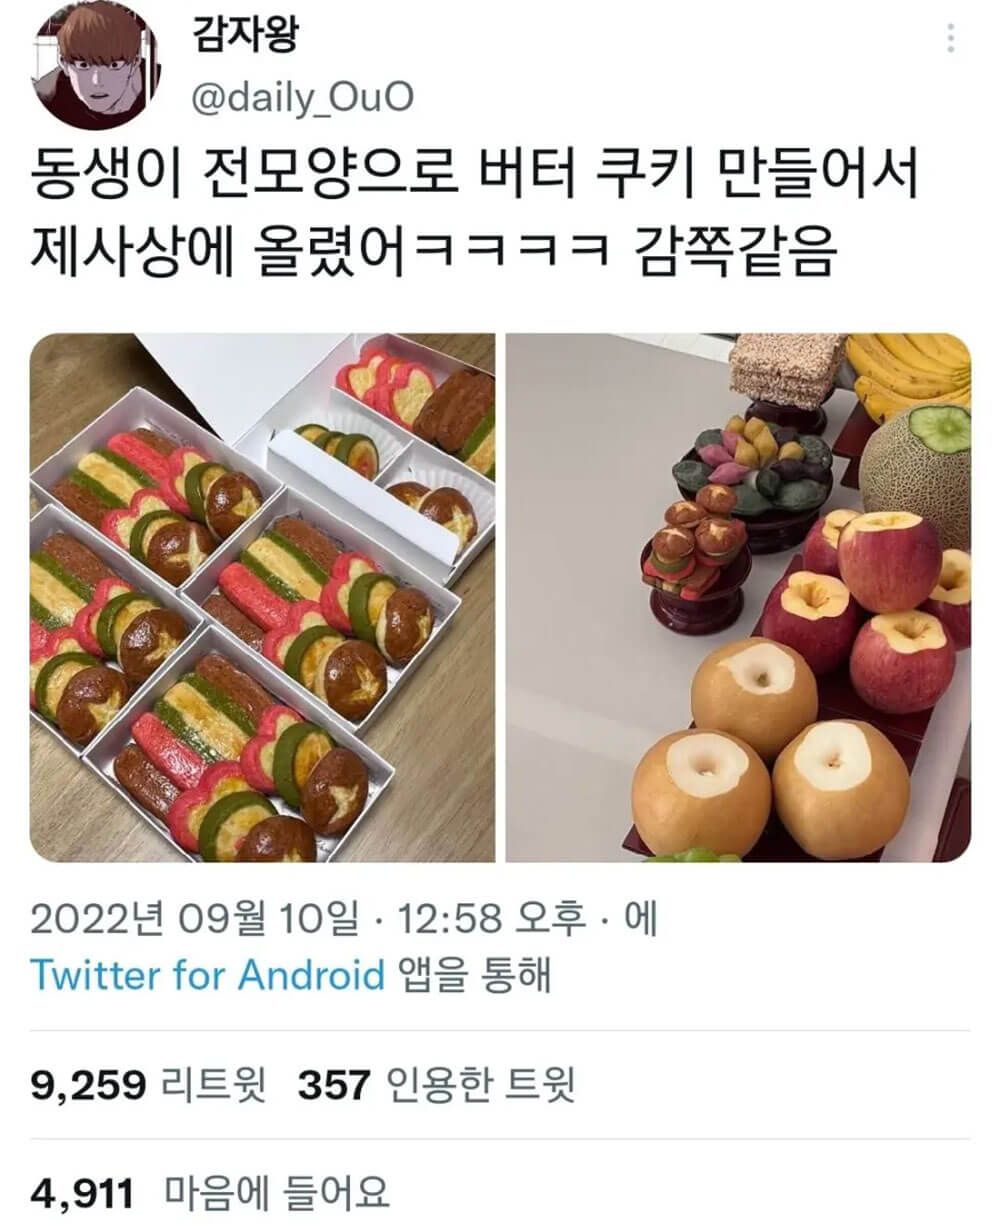 감자왕
@daily_OuO
동생이 전모양으로 버터 쿠키 만들어서
제사상에 올렸어ㅋㅋㅋㅋ 감쪽같음
2022년 09월 10일 · 12:58 오후 · 에
Twitter for Android 앱을 통해
9,259 리트윗 357 인용한 트윗
4,911 마음에 들어요